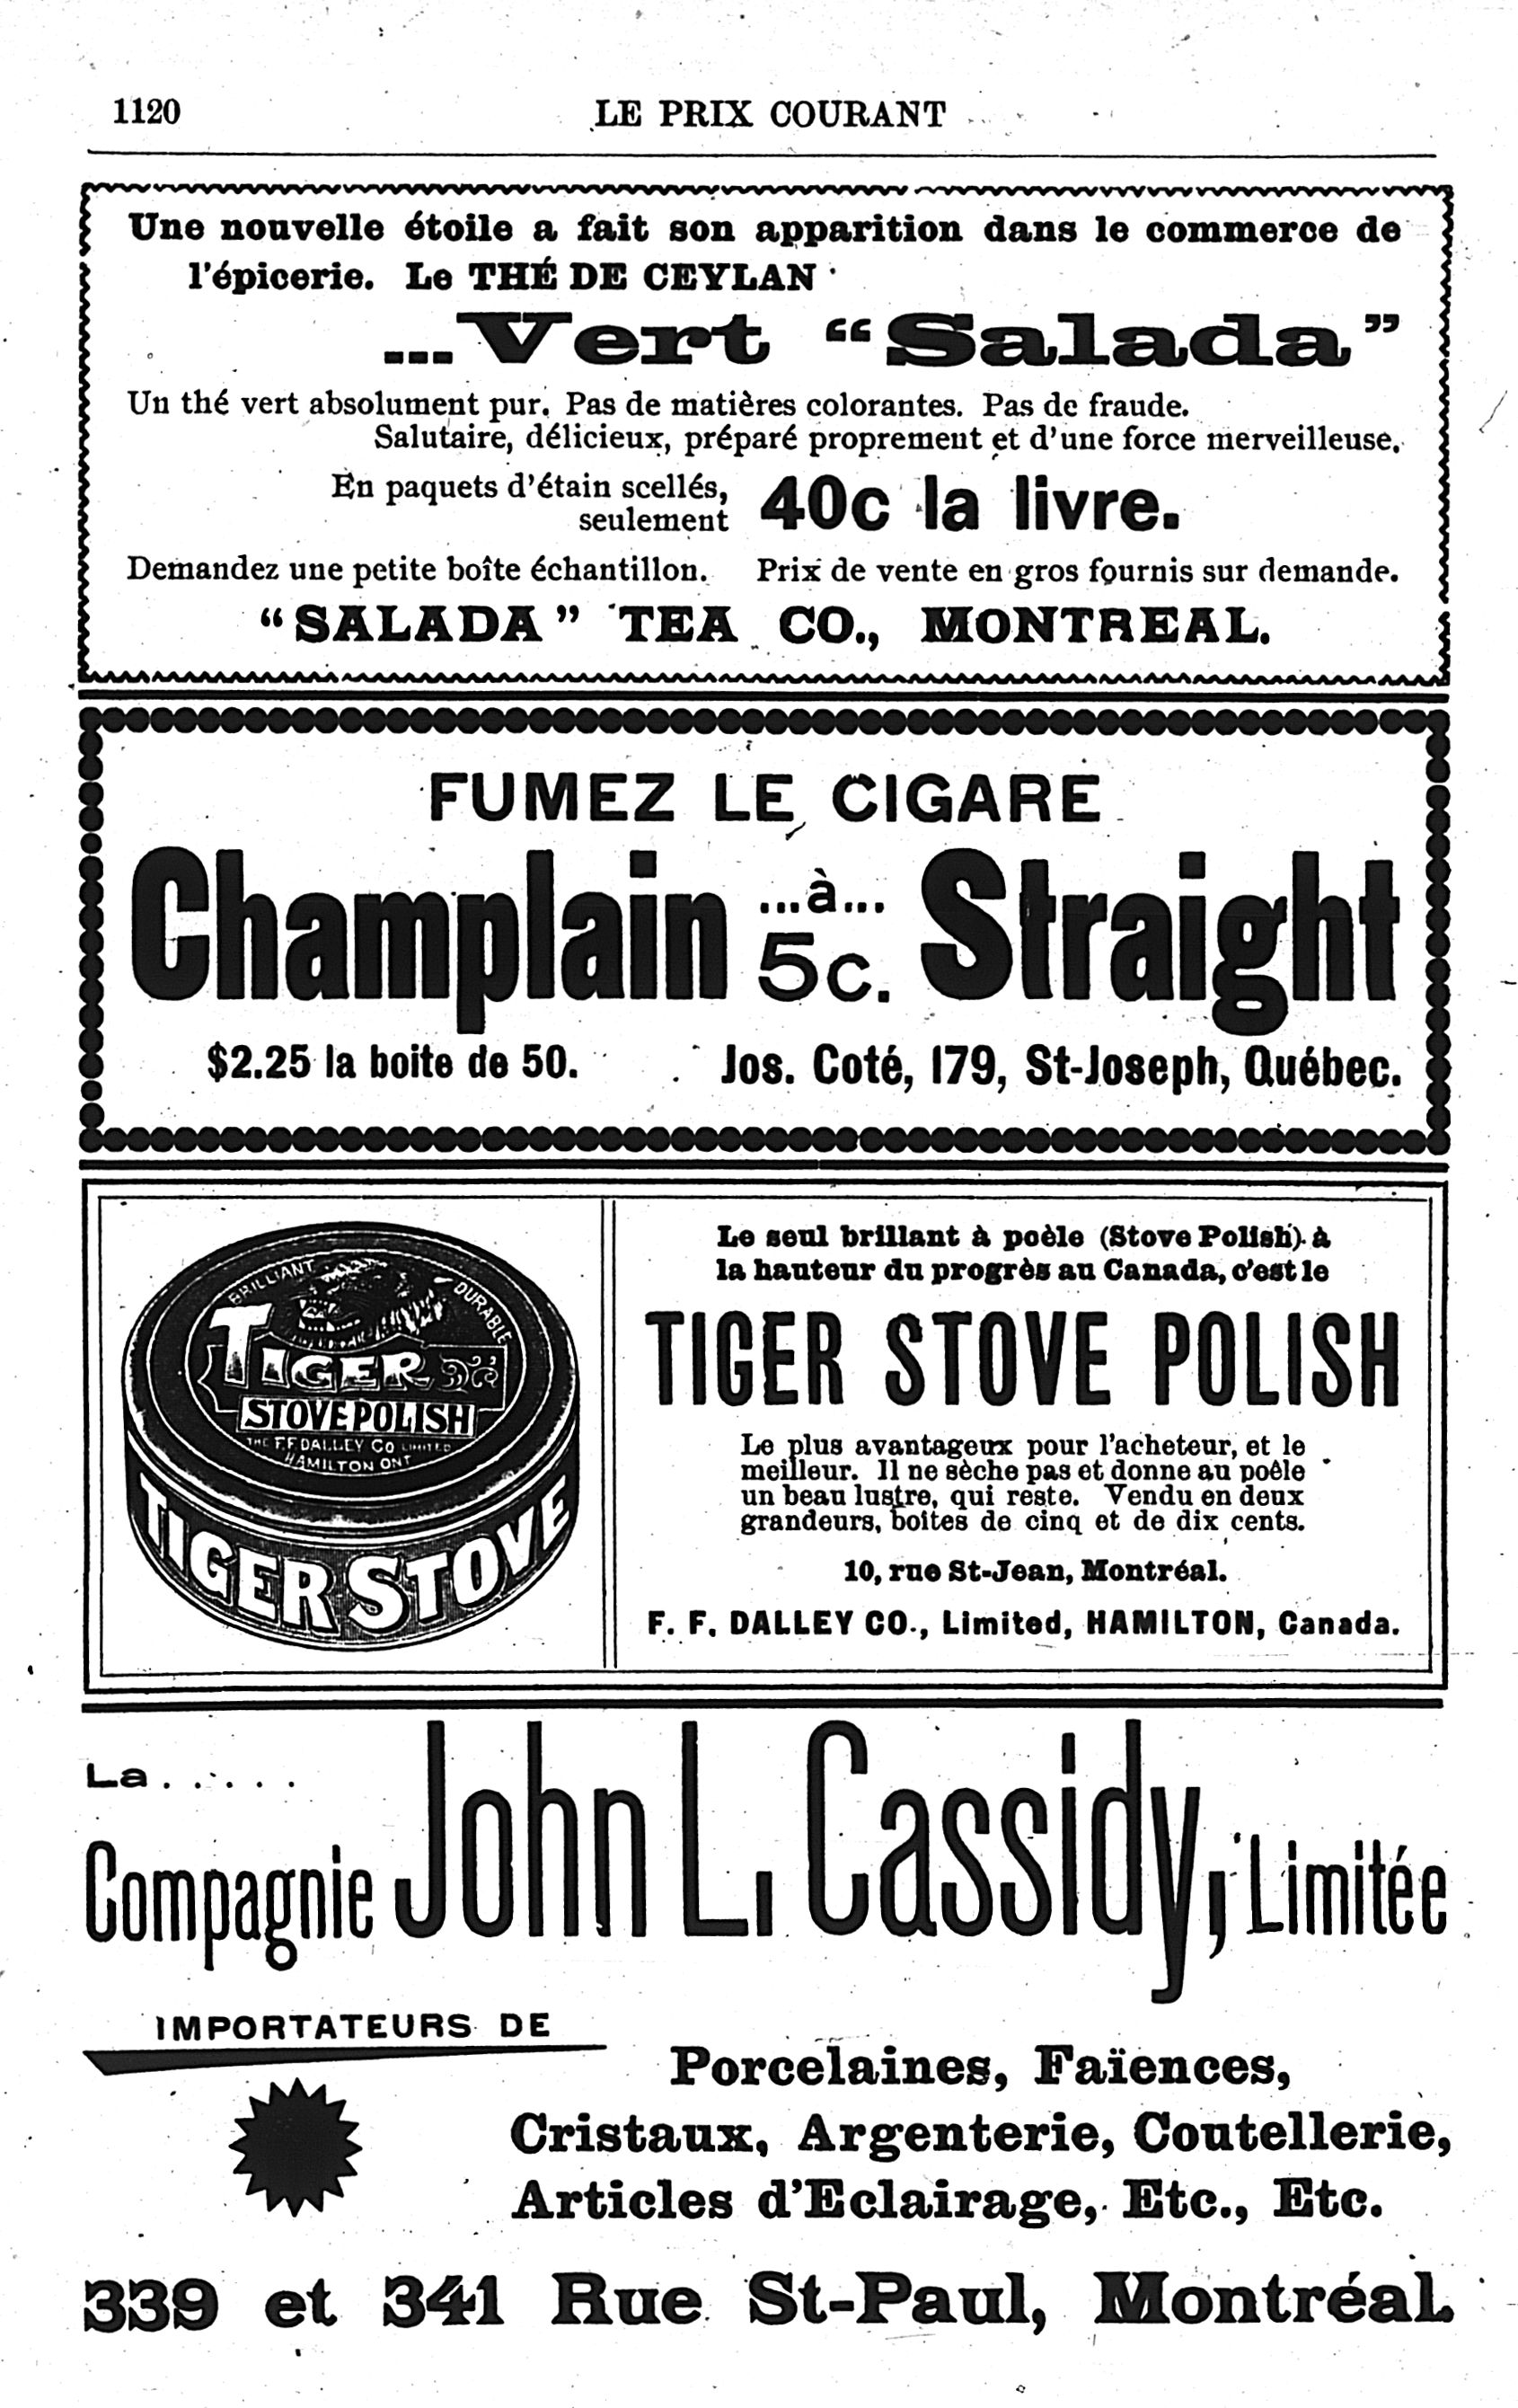 1120
LE PRIX COURANT
Une nouvelle étoile a fait son apparition dans le commerce de
l'épicerie. Le THÉ DE CEYLAN
...Vert "Salada"
Un thé vert absolument pur. Pas de matières colorantes. Pas de fraude.
Salutaire, délicieux, préparé proprement et d'une force merveilleuse.
En paquets d'étain scellés,
seulement
40c la livre.
Demandez une petite boîte échantillon. Prix de vente en gros fournis sur demande.
"SALADA" TEA CO., MONTREAL.
FUMEZ LE CIGARE
Champlain ...à... 5c. Straight
$2.25 la boite de 50. Jos. Coté, 179, St-Joseph, Québec.
BRILLIANT DURABLE
TIGER
STOVE POLISH
THE F.F. DALLEY CO LIMITED
HAMILTON ONT
TIGER STOVE
Le seul brillant à poèle (Stove Polish) à
la hauteur du progrès au Canada, c'est le
TIGER STOVE POLISH
Le plus avantageux pour l'acheteur, et le
meilleur. Il ne sèche pas et donne au poêle
un beau lustre, qui reste. Vendu en deux
grandeurs, boites de cinq et de dix cents.
10, rue St-Jean, Montréal.
F. F. DALLEY CO., Limited, HAMILTON, Canada.
La.....
Compagnie John L. Cassidy, Limitée
IMPORTATEURS DE
Porcelaines, Faïences,
Cristaux, Argenterie, Coutellerie,
Articles d'Eclairage, Etc., Etc.
339 et 341 Rue St-Paul, Montréal.